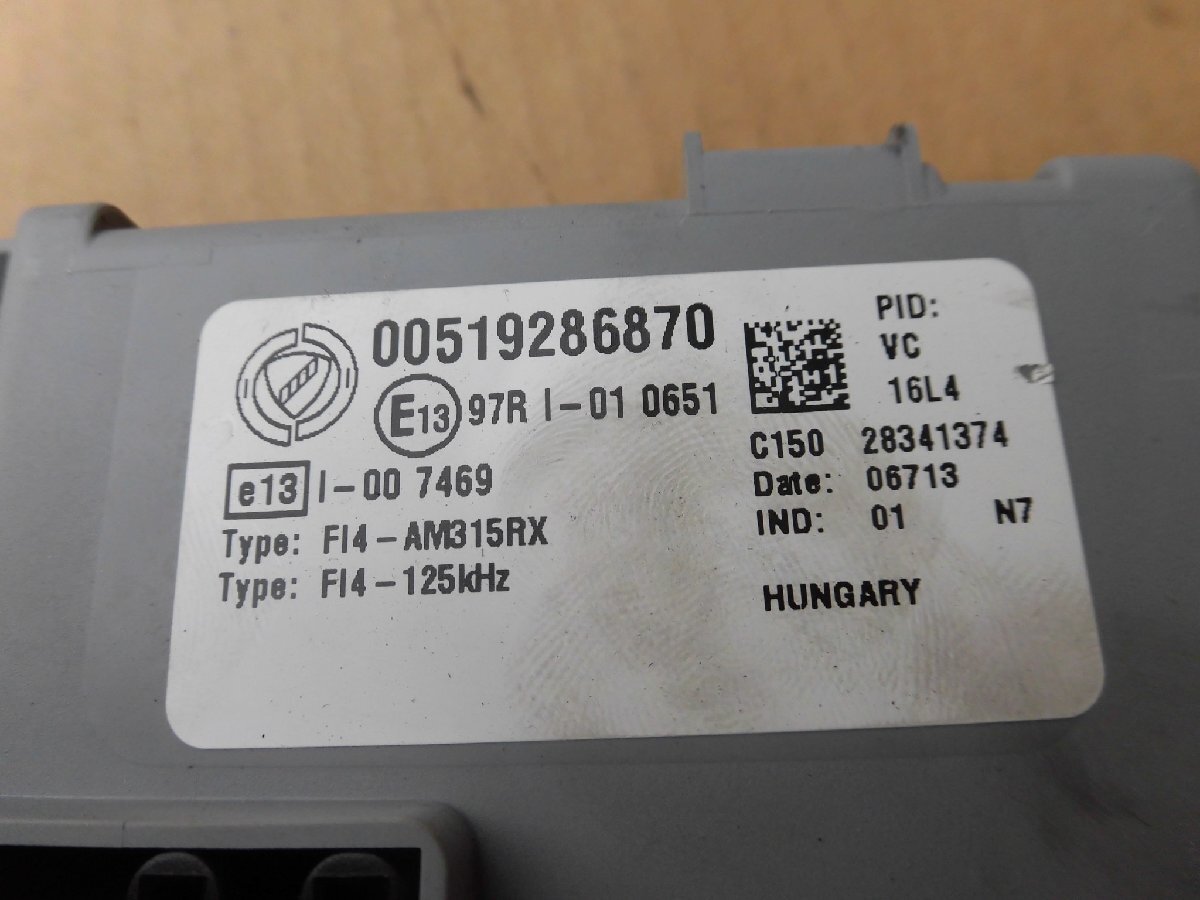 00519286870
E13 97R I-01 0651
e13 I-00 7469
Type: FI4-AM315RX
Type: FI4-125kHz
PID:
VC
16L4
C150 28341374
Date: 06713
IND: 01 N7
HUNGARY